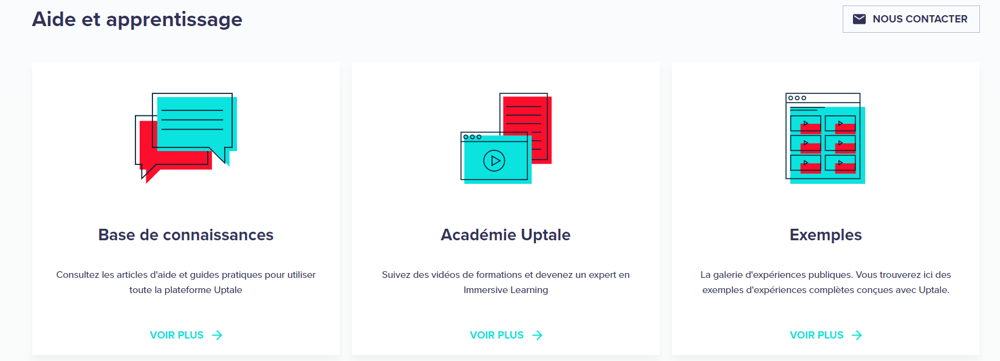 Aide et apprentissage
NOUS CONTACTER
Base de connaissances
Consultez les articles d'aide et guides pratiques pour utiliser
toute la plateforme Uptale
VOIR PLUS
Académie Uptale
Suivez des vidéos de formations et devenez un expert en
Immersive Learning
VOIR PLUS
Exemples
La galerie d'expériences publiques. Vous trouverez ici des
exemples d'expériences complètes conçues avec Uptale.
VOIR PLUS